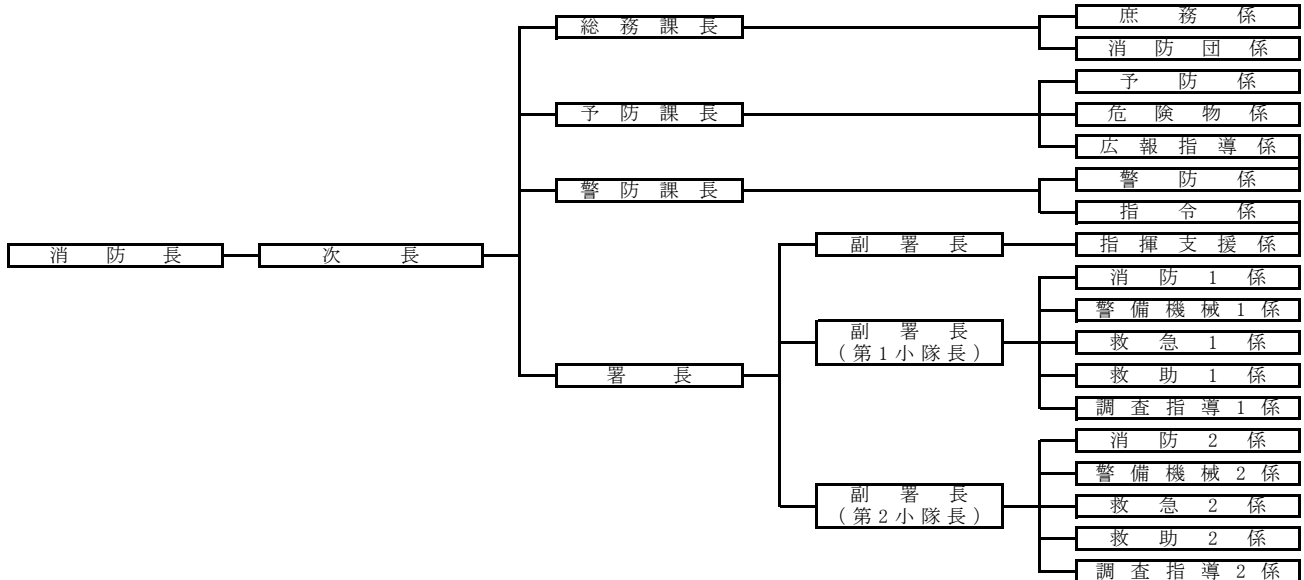 総務課長
庶務係
消防団係
予防課長
予防係
危険物係
広報指導係
警防課長
警防係
指令係
消防長
次長
副署長
指揮支援係
署長
副署長
(第1小隊長)
消防1係
警備機械1係
救急1係
救助1係
調査指導1係
副署長
(第2小隊長)
消防2係
警備機械2係
救急2係
救助2係
調査指導2係